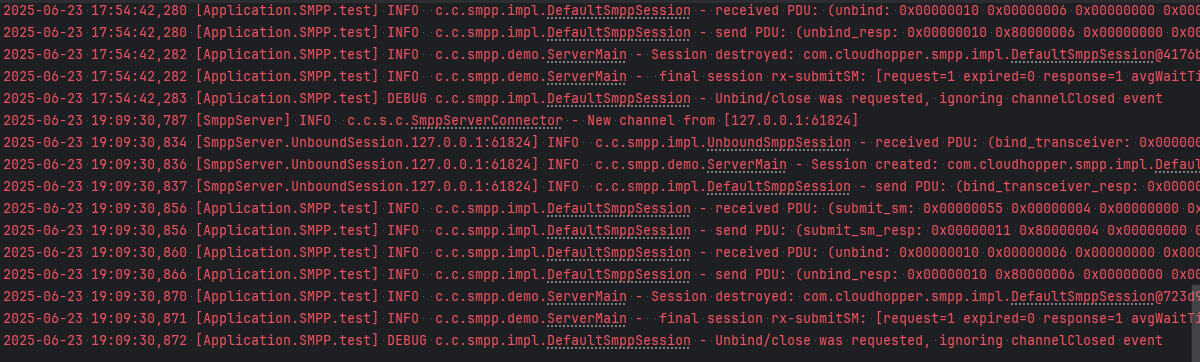 2025-06-23 17:54:42,280 [Application.SMPP.test] INFO c.c.smpp.impl.DefaultSmppSession - received PDU: (unbind: 0x00000010 0x00000006 0x00000000 0x000
2025-06-23 17:54:42,280 [Application.SMPP.test] INFO c.c.smpp.impl.DefaultSmppSession - send PDU: (unbind_resp: 0x00000010 0x80000006 0x00000000 0x00
2025-06-23 17:54:42,282 [Application.SMPP.test] INFO c.c.smpp.demo.ServerMain - Session destroyed: com.cloudhopper.smpp.impl.DefaultSmppSession@4176b
2025-06-23 17:54:42,282 [Application.SMPP.test] INFO c.c.smpp.demo.ServerMain - final session rx-submitSM: [request=1 expired=0 response=1 avgWaitTi
2025-06-23 17:54:42,283 [Application.SMPP.test] DEBUG c.c.smpp.impl.DefaultSmppSession - Unbind/close was requested, ignoring channelClosed event
2025-06-23 19:09:30,787 [SmppServer] INFO c.c.s.c.SmppServerConnector - New channel from [127.0.0.1:61824]
2025-06-23 19:09:30,834 [SmppServer.UnboundSession.127.0.0.1:61824] INFO c.c.smpp.impl.UnboundSmppSession - received PDU: (bind_transceiver: 0x000000
2025-06-23 19:09:30,836 [SmppServer.UnboundSession.127.0.0.1:61824] INFO c.c.smpp.demo.ServerMain - Session created: com.cloudhopper.smpp.impl.Defaul
2025-06-23 19:09:30,837 [SmppServer.UnboundSession.127.0.0.1:61824] INFO c.c.smpp.impl.DefaultSmppSession - send PDU: (bind_transceiver_resp: 0x00000
2025-06-23 19:09:30,856 [Application.SMPP.test] INFO c.c.smpp.impl.DefaultSmppSession - received PDU: (submit_sm: 0x00000055 0x00000004 0x00000000 0x
2025-06-23 19:09:30,856 [Application.SMPP.test] INFO c.c.smpp.impl.DefaultSmppSession - send PDU: (submit_sm_resp: 0x00000011 0x80000004 0x00000000 0
2025-06-23 19:09:30,860 [Application.SMPP.test] INFO c.c.smpp.impl.DefaultSmppSession - received PDU: (unbind: 0x00000010 0x00000006 0x00000000 0x000
2025-06-23 19:09:30,866 [Application.SMPP.test] INFO c.c.smpp.impl.DefaultSmppSession - send PDU: (unbind_resp: 0x00000010 0x80000006 0x00000000 0x00
2025-06-23 19:09:30,870 [Application.SMPP.test] INFO c.c.smpp.demo.ServerMain - Session destroyed: com.cloudhopper.smpp.impl.DefaultSmppSession@723d9
2025-06-23 19:09:30,871 [Application.SMPP.test] INFO c.c.smpp.demo.ServerMain - final session rx-submitSM: [request=1 expired=0 response=1 avgWaitTi
2025-06-23 19:09:30,872 [Application.SMPP.test] DEBUG c.c.smpp.impl.DefaultSmppSession - Unbind/close was requested, ignoring channelClosed event